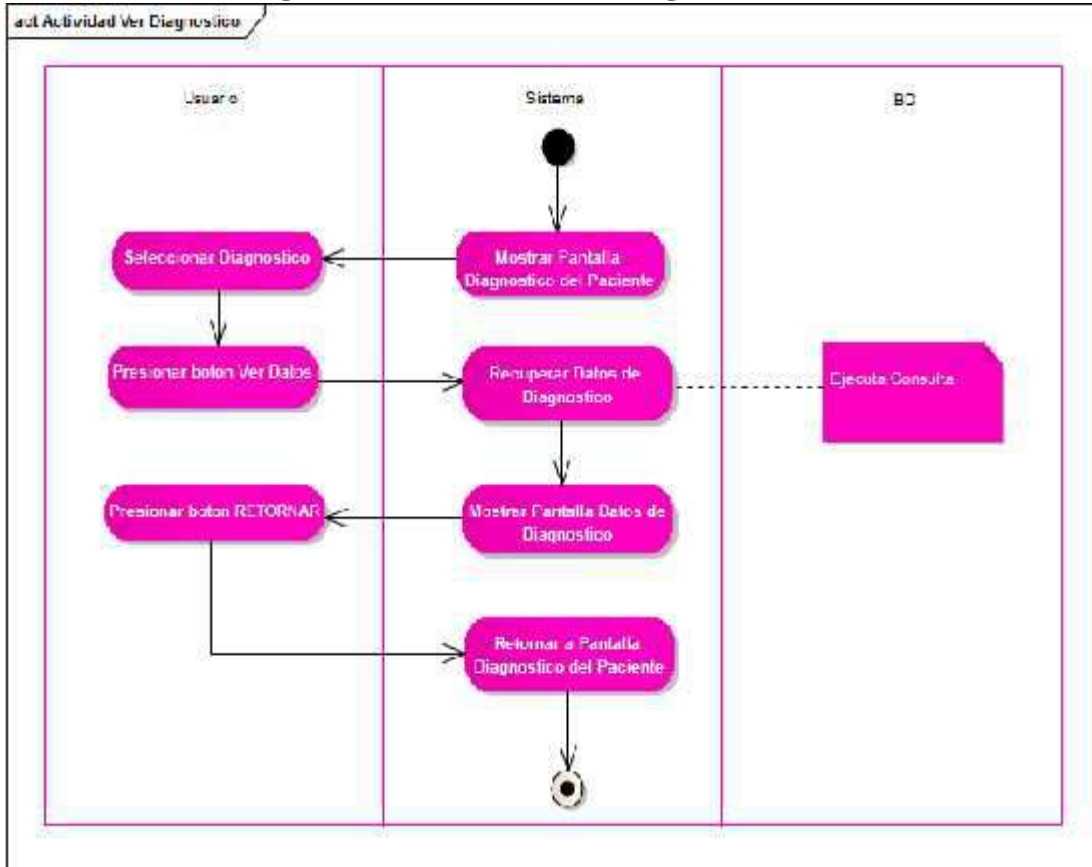 act Actividad Ver Diagnostico
Usuario
Sistema
BD
Seleccionar Diagnostico
Mostrar Pantalla
Diagnostico del Paciente
Presionar boton Ver Datos
Recuperar Datos de
Diagnostico
Ejecuta Consulta
Presionar boton RETORNAR
Mostrar Pantalla Datos de
Diagnostico
Retornar a Pantalla
Diagnostico del Paciente